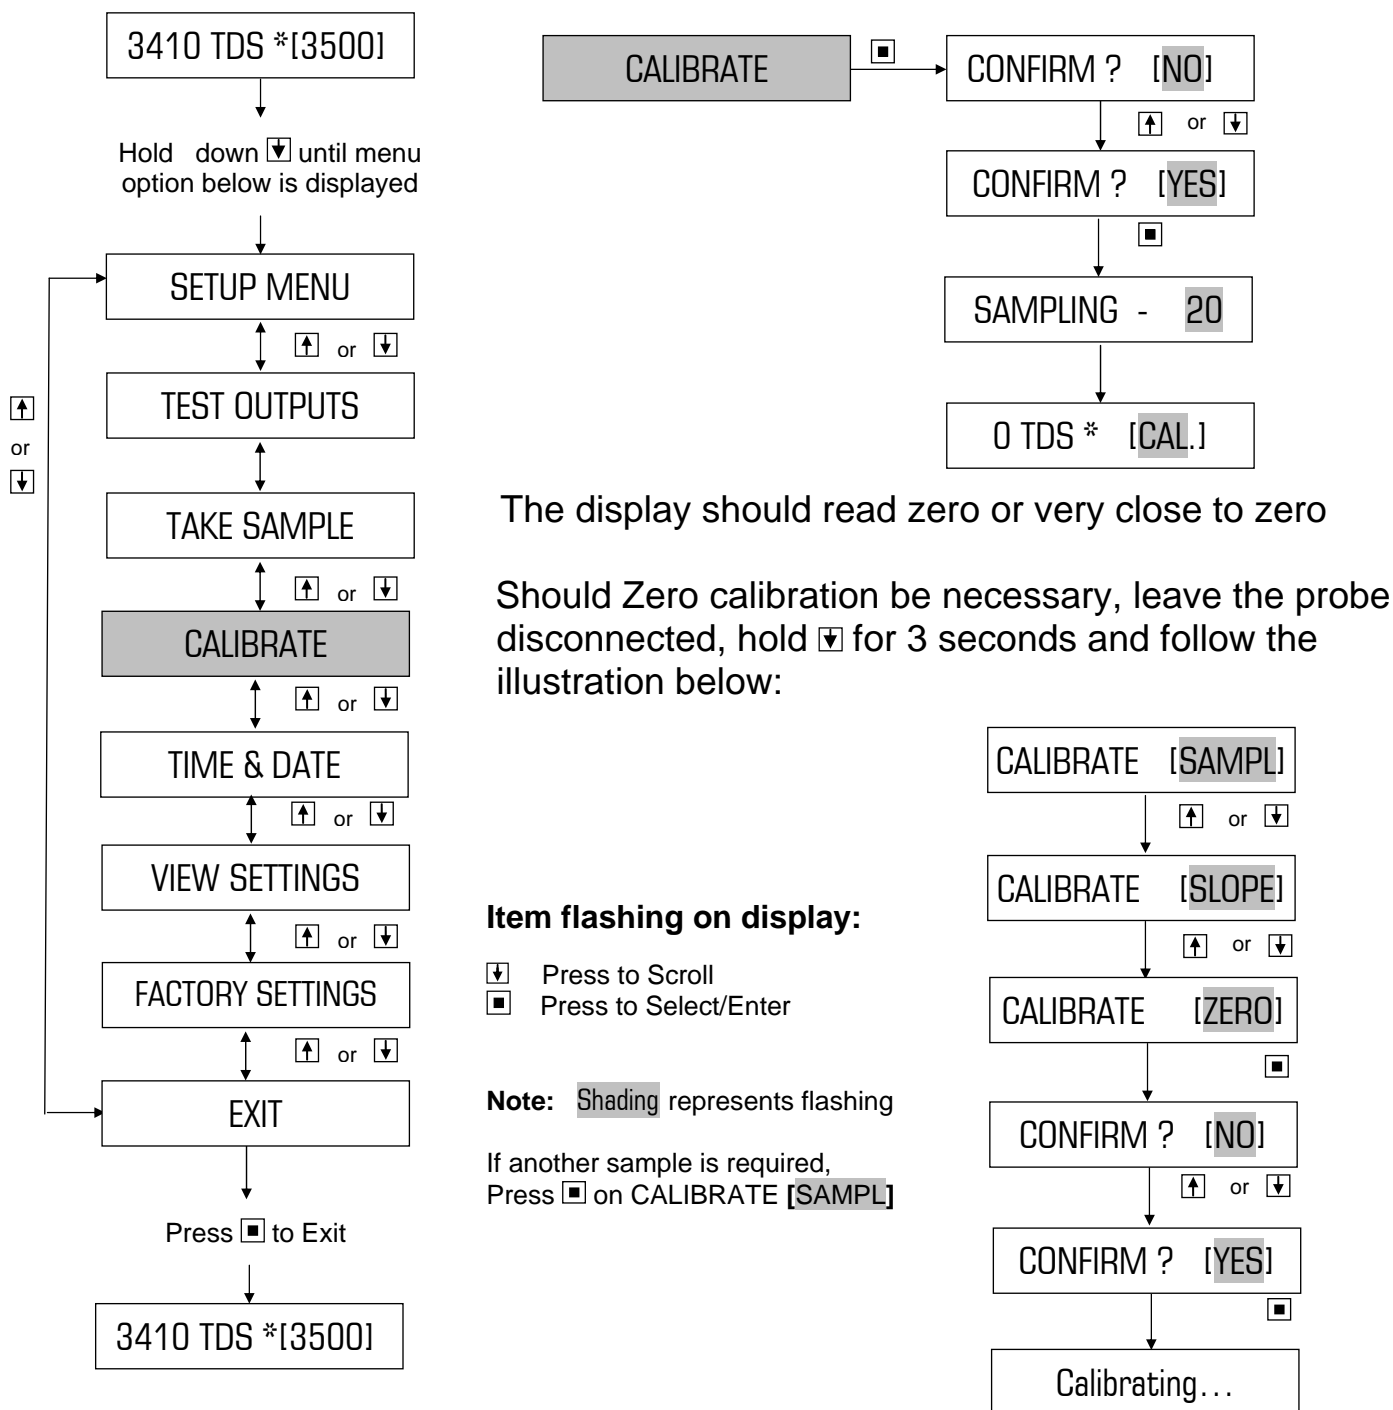 3410 TDS *[3500]
Hold down until menu
option below is displayed
SETUP MENU
or
TEST OUTPUTS
or
TAKE SAMPLE
or
CALIBRATE
or
TIME & DATE
or
VIEW SETTINGS
or
FACTORY SETTINGS
or
EXIT
Press to Exit
3410 TDS *[3500]
CALIBRATE
CONFIRM ? [NO]
or
CONFIRM ? [YES]
SAMPLING - 20
0 TDS * [CAL.]
The display should read zero or very close to zero
Should Zero calibration be necessary, leave the probe
disconnected, hold for 3 seconds and follow the
illustration below:
Item flashing on display:
Press to Scroll
Press to Select/Enter
Note: Shading represents flashing
If another sample is required,
Press on CALIBRATE [SAMPL]
CALIBRATE [SAMPL]
or
CALIBRATE [SLOPE]
or
CALIBRATE [ZERO]
CONFIRM ? [NO]
or
CONFIRM ? [YES]
Calibrating...